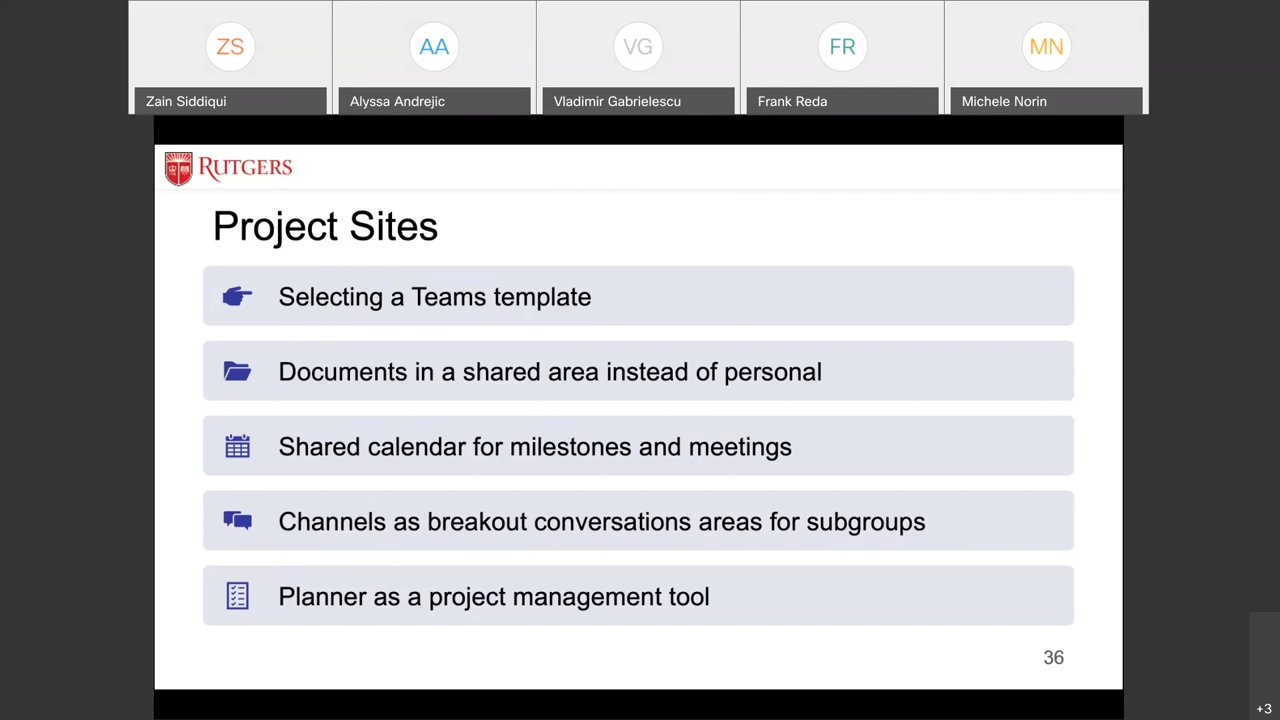 ZS
AA
VG
FR
MN
Zain Siddiqui
Alyssa Andrejic
Vladimir Gabrielescu
Frank Reda
Michele Norin
RUTGERS
Project Sites
Selecting a Teams template
Documents in a shared area instead of personal
Shared calendar for milestones and meetings
Channels as breakout conversations areas for subgroups
Planner as a project management tool
36
+3